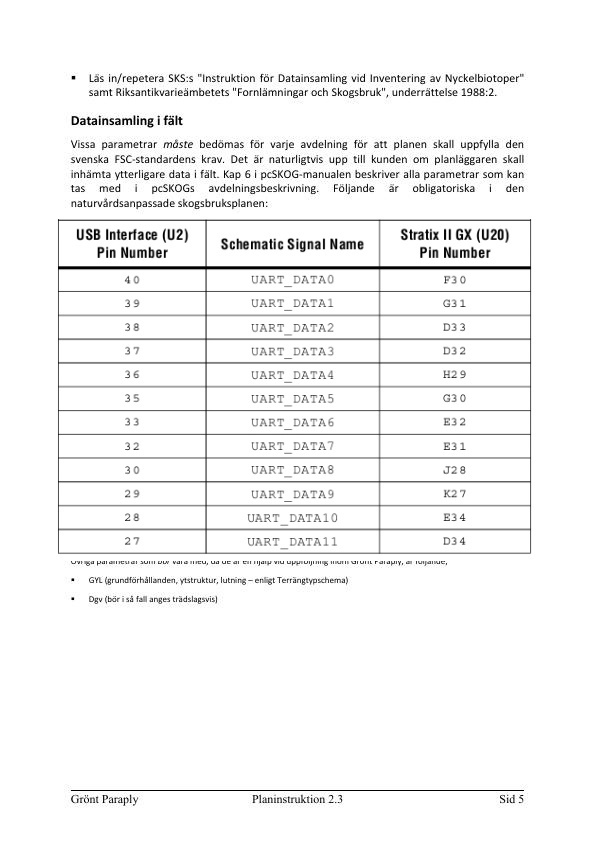 ▪ Läs in/repetera SKS:s "Instruktion för Datainsamling vid Inventering av Nyckelbiotoper"
samt Riksantikvarieämbetets "Fornlämningar och Skogsbruk", underrättelse 1988:2.
Datainsamling i fält
Vissa parametrar måste bedömas för varje avdelning för att planen skall uppfylla den
svenska FSC-standardens krav. Det är naturligtvis upp till kunden om planläggaren skall
inhämta ytterligare data i fält. Kap 6 i pcSKOG-manualen beskriver alla parametrar som kan
tas med i pcSKOGs avdelningsbeskrivning. Följande är obligatoriska i den
naturvårdsanpassade skogsbruksplanen:
USB Interface (U2) Pin Number Schematic Signal Name Stratix II GX (U20) Pin Number
40 UART_DATA0 F30
39 UART_DATA1 G31
38 UART_DATA2 D33
37 UART_DATA3 D32
36 UART_DATA4 H29
35 UART_DATA5 G30
33 UART_DATA6 E32
32 UART_DATA7 E31
30 UART_DATA8 J28
29 UART_DATA9 K27
28 UART_DATA10 E34
27 UART_DATA11 D34
Övriga parametrar som bör vara med, då de är en hjälp vid uppföljning inom Grönt Paraply, är följande;
▪ GYL (grundförhållanden, ytstruktur, lutning – enligt Terrängtypschema)
▪ Dgv (bör i så fall anges trädslagsvis)
Grönt Paraply Planinstruktion 2.3 Sid 5